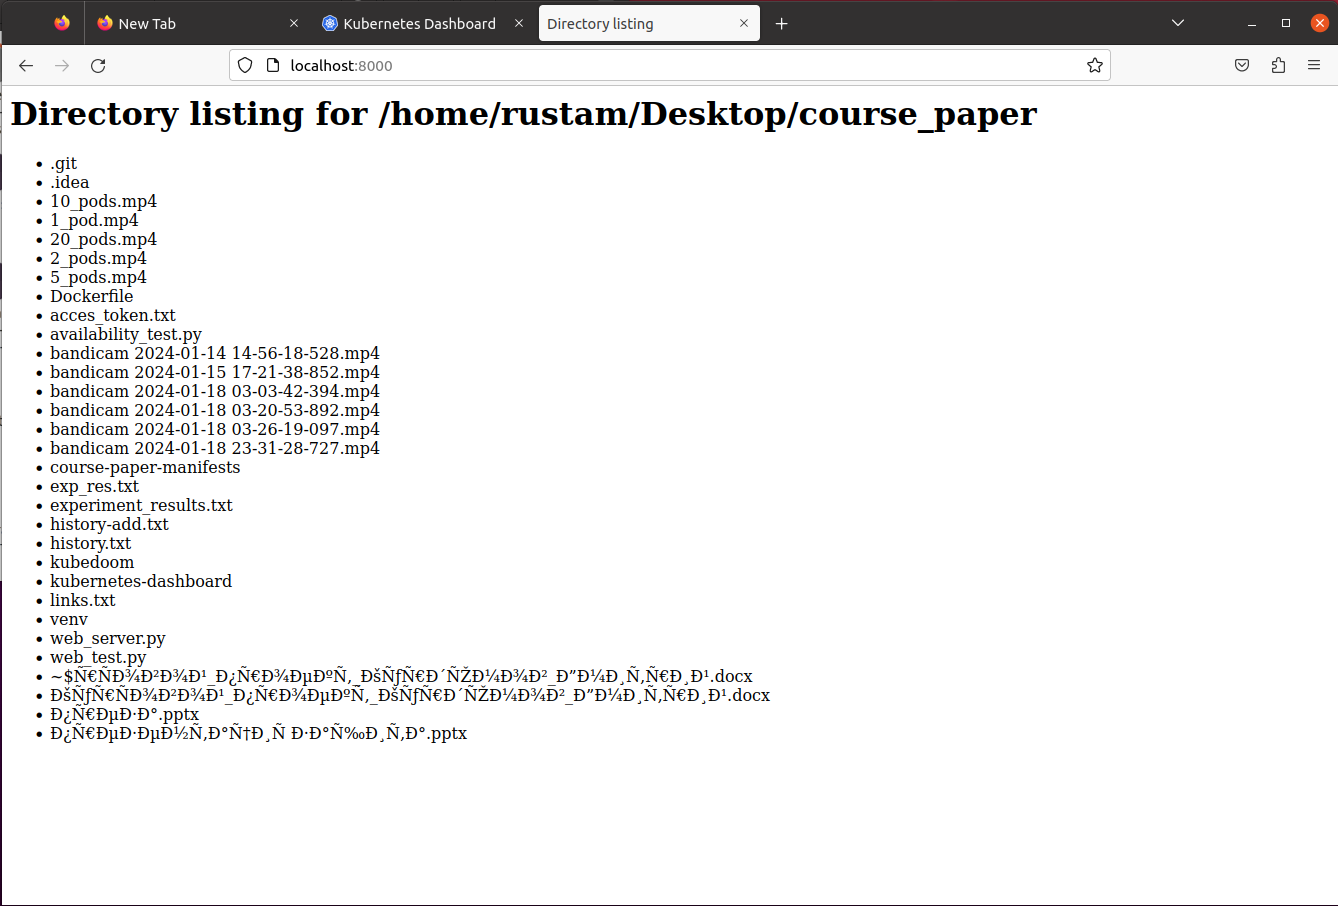 New Tab
Kubernetes Dashboard
Directory listing
localhost:8000
Directory listing for /home/rustam/Desktop/course_paper
.git
.idea
10_pods.mp4
1_pod.mp4
20_pods.mp4
2_pods.mp4
5_pods.mp4
Dockerfile
acces_token.txt
availability_test.py
bandicam 2024-01-14 14-56-18-528.mp4
bandicam 2024-01-15 17-21-38-852.mp4
bandicam 2024-01-18 03-03-42-394.mp4
bandicam 2024-01-18 03-20-53-892.mp4
bandicam 2024-01-18 03-26-19-097.mp4
bandicam 2024-01-18 23-31-28-727.mp4
course-paper-manifests
exp_res.txt
experiment_results.txt
history-add.txt
history.txt
kubedoom
kubernetes-dashboard
links.txt
venv
web_server.py
web_test.py
~$Ñ€ÑÐ¾Ð²Ð¾Ð¹_Ð¿Ñ€Ð¾ÐµÐºÑ‚_ÐšÑƒÑ€Ð´ÑŽÐ¼Ð¾Ð²_Ð”Ð¼Ð¸Ñ‚Ñ€Ð¸Ð¹.docx
ÐšÑƒÑ€ÑÐ¾Ð²Ð¾Ð¹_Ð¿Ñ€Ð¾ÐµÐºÑ‚_ÐšÑƒÑ€Ð´ÑŽÐ¼Ð¾Ð²_Ð”Ð¼Ð¸Ñ‚Ñ€Ð¸Ð¹.docx
Ð¿Ñ€ÐµÐ·Ð°.pptx
Ð¿Ñ€ÐµÐ·ÐµÐ½Ñ‚Ð°Ñ†Ð¸Ñ Ð·Ð°Ñ‰Ð¸Ñ‚Ð°.pptx